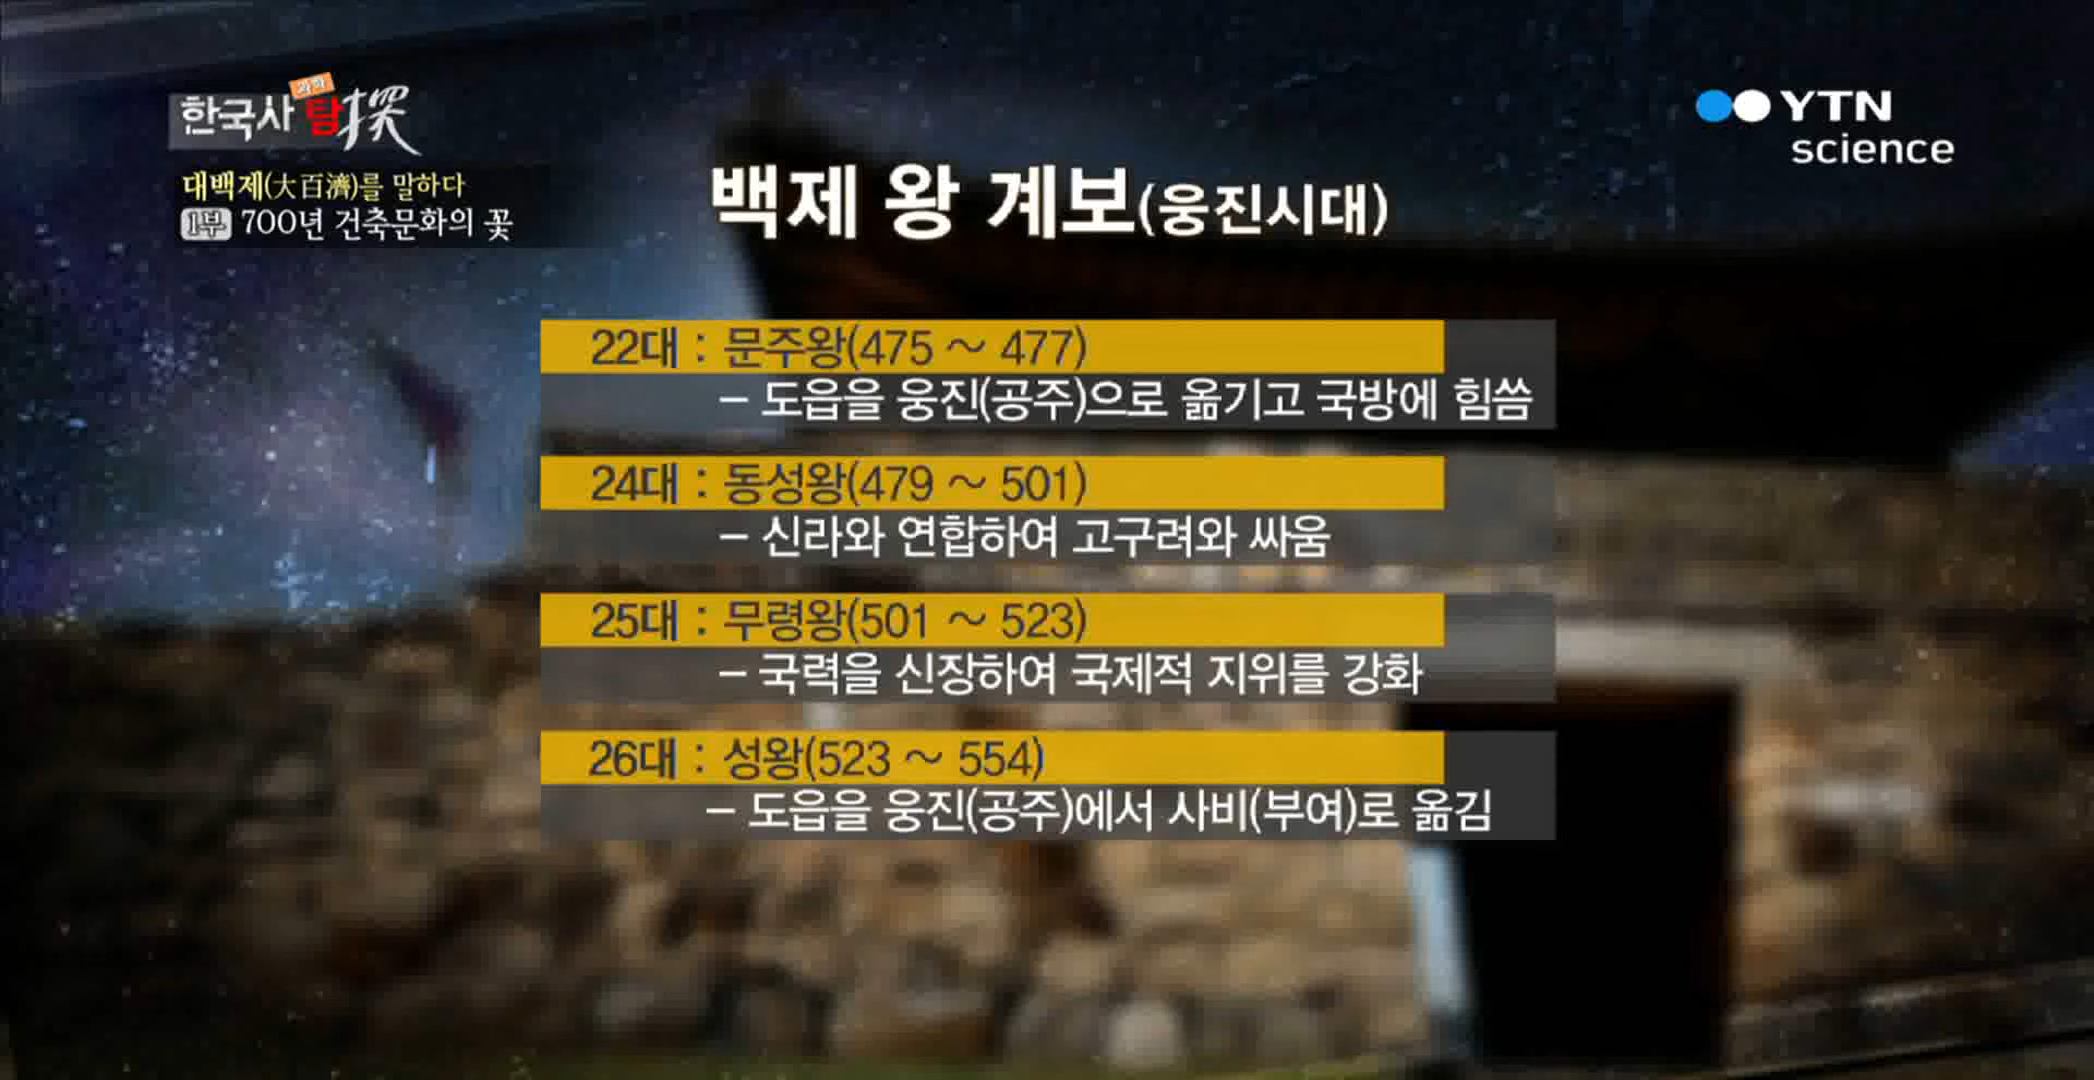 한국사 과학 탐探
대백제(大百濟)를 말하다
1부 700년 건축문화의 꽃
YTN
science
백제 왕 계보(웅진시대)
22대 : 문주왕(475 ~ 477)
– 도읍을 웅진(공주)으로 옮기고 국방에 힘씀
24대 : 동성왕(479 ~ 501)
– 신라와 연합하여 고구려와 싸움
25대 : 무령왕(501 ~ 523)
– 국력을 신장하여 국제적 지위를 강화
26대 : 성왕(523 ~ 554)
– 도읍을 웅진(공주)에서 사비(부여)로 옮김